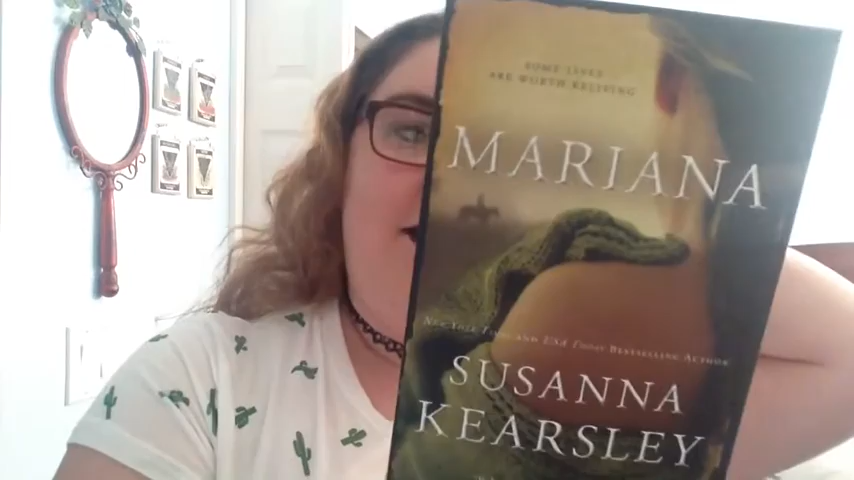 SOME LIVES
ARE WORTH RELIVING
MARIANA
NEW YORK TIMES AND USA TODAY BESTSELLING AUTHOR
SUSANNA
KEARSLEY